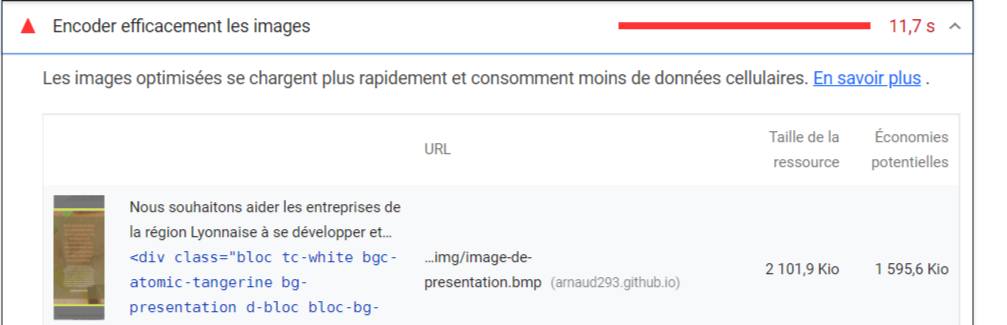 Encoder efficacement les images 11,7 s
Les images optimisées se chargent plus rapidement et consomment moins de données cellulaires. En savoir plus .
URL
Taille de la
ressource
Économies
potentielles
Nous souhaitons aider les entreprises de
la région Lyonnaise à se développer et…
<div class="bloc tc-white bgc-
atomic-tangerine bg-
presentation d-bloc bloc-bg-
…img/image-de-
presentation.bmp (arnaud293.github.io)
2 101,9 Kio
1 595,6 Kio